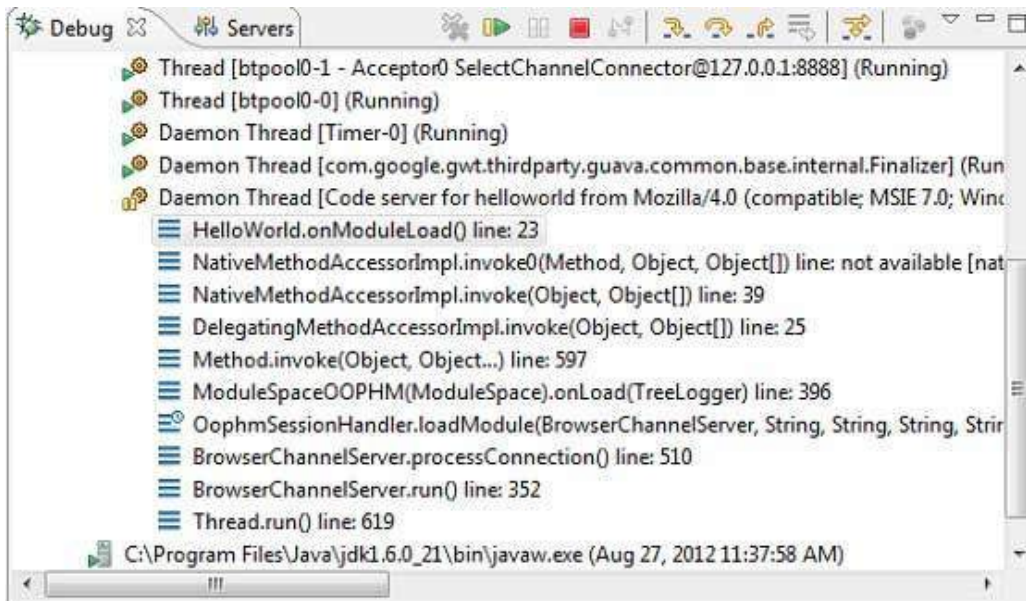 Debug Servers
Thread [btpool0-1 - Acceptor0 SelectChannelConnector@127.0.0.1:8888] (Running)
Thread [btpool0-0] (Running)
Daemon Thread [Timer-0] (Running)
Daemon Thread [com.google.gwt.thirdparty.guava.common.base.internal.Finalizer] (Run
Daemon Thread [Code server for helloworld from Mozilla/4.0 (compatible; MSIE 7.0; Winc
HelloWorld.onModuleLoad() line: 23
NativeMethodAccessorImpl.invoke0(Method, Object, Object[]) line: not available [nat
NativeMethodAccessorImpl.invoke(Object, Object[]) line: 39
DelegatingMethodAccessorImpl.invoke(Object, Object[]) line: 25
Method.invoke(Object, Object...) line: 597
ModuleSpaceOOPHM(ModuleSpace).onLoad(TreeLogger) line: 396
OophmSessionHandler.loadModule(BrowserChannelServer, String, String, String, Strir
BrowserChannelServer.processConnection() line: 510
BrowserChannelServer.run() line: 352
Thread.run() line: 619
C:\Program Files\Java\jdk1.6.0_21\bin\javaw.exe (Aug 27, 2012 11:37:58 AM)